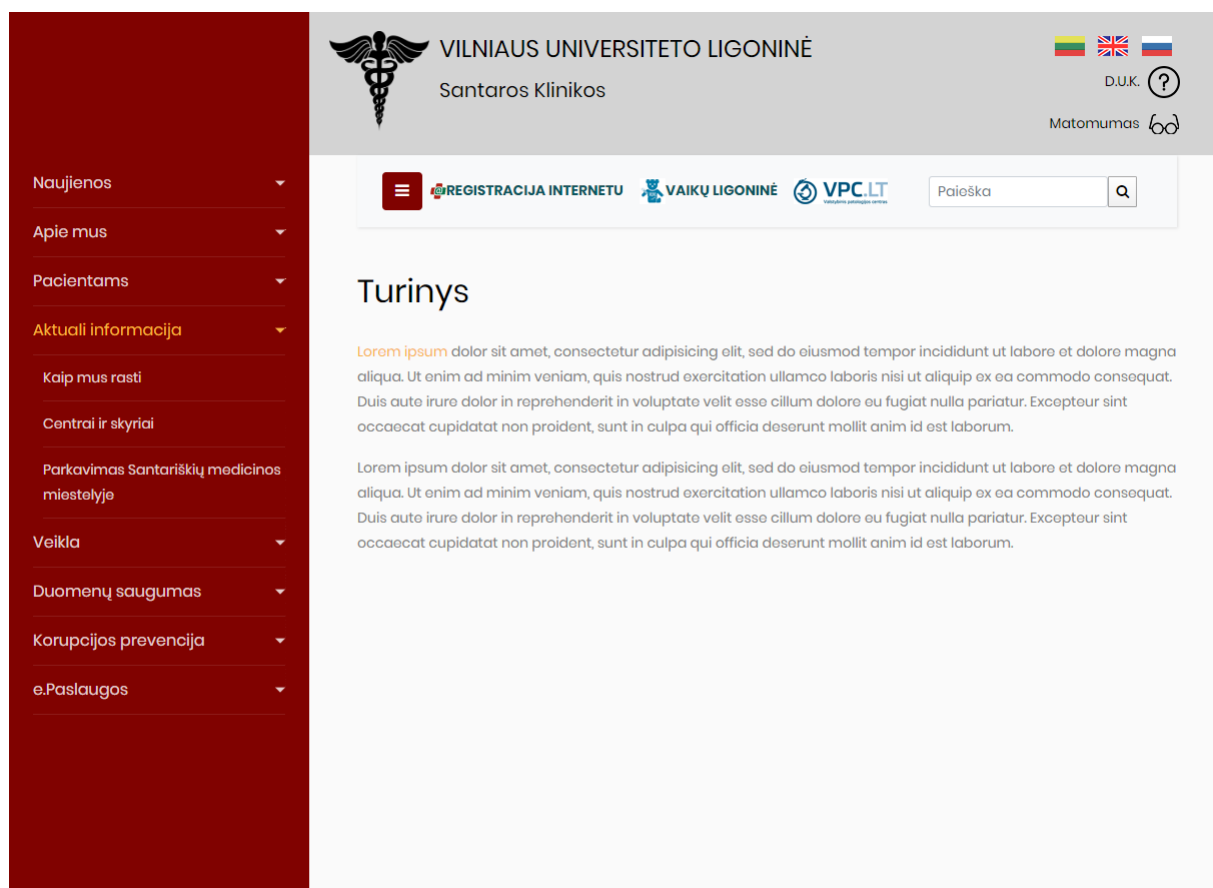 VILNIAUS UNIVERSITETO LIGONINĖ
Santaros Klinikos
D.U.K.
Matomumas
Naujienos
Apie mus
Pacientams
Aktuali informacija
Kaip mus rasti
Centrai ir skyriai
Parkavimas Santariškių medicinos
miestelyje
Veikla
Duomenų saugumas
Korupcijos prevencija
e.Paslaugos
REGISTRACIJA INTERNETU
VAIKŲ LIGONINĖ
VPC.LT
Valstybinis patologijos centras
Paieška
Turinys
Lorem ipsum dolor sit amet, consectetur adipisicing elit, sed do eiusmod tempor incididunt ut labore et dolore magna
aliqua. Ut enim ad minim veniam, quis nostrud exercitation ullamco laboris nisi ut aliquip ex ea commodo consequat.
Duis aute irure dolor in reprehenderit in voluptate velit esse cillum dolore eu fugiat nulla pariatur. Excepteur sint
occaecat cupidatat non proident, sunt in culpa qui officia deserunt mollit anim id est laborum.
Lorem ipsum dolor sit amet, consectetur adipisicing elit, sed do eiusmod tempor incididunt ut labore et dolore magna
aliqua. Ut enim ad minim veniam, quis nostrud exercitation ullamco laboris nisi ut aliquip ex ea commodo consequat.
Duis aute irure dolor in reprehenderit in voluptate velit esse cillum dolore eu fugiat nulla pariatur. Excepteur sint
occaecat cupidatat non proident, sunt in culpa qui officia deserunt mollit anim id est laborum.